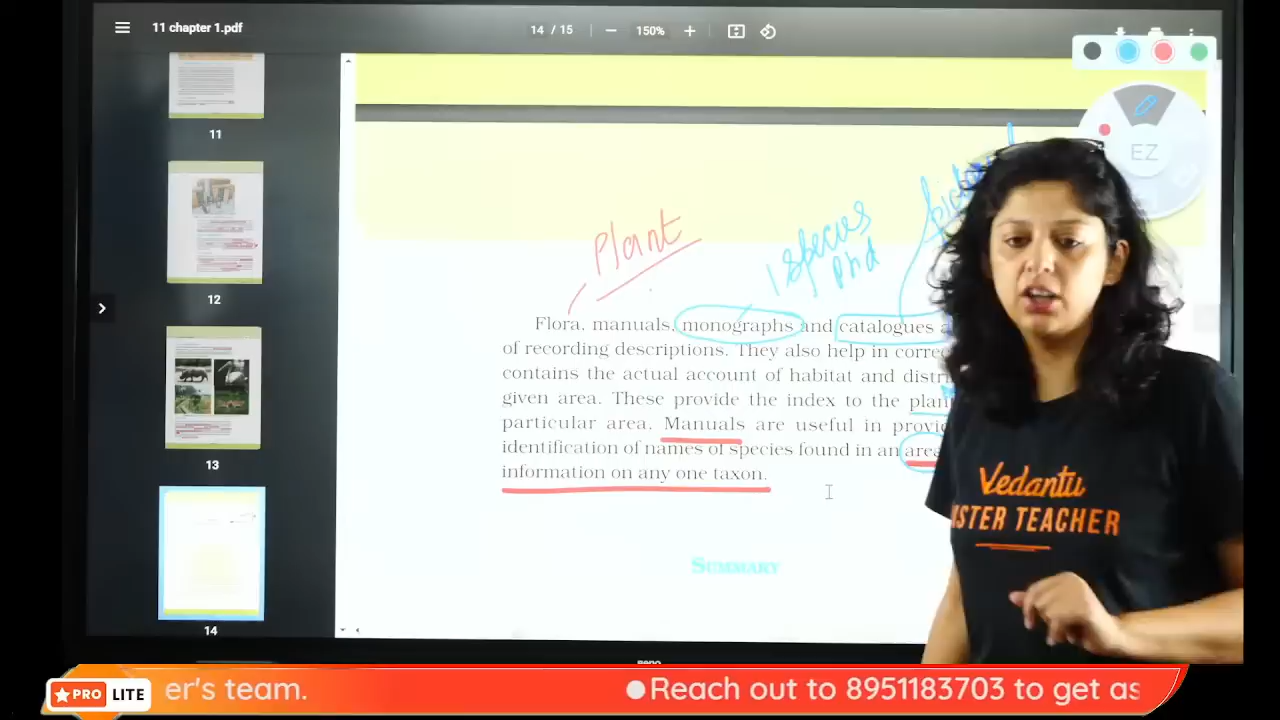 11 chapter 1.pdf
14 / 15
150%
11
12
13
14
EZ
Plant
1 species
phd
Flora, manuals, monographs and catalogues a
of recording descriptions. They also help in correc
contains the actual account of habitat and distri
given area. These provide the index to the plan
particular area. Manuals are useful in provid
identification of names of species found in an area
information on any one taxon.
SUMMARY
Vedantu
STER TEACHER
PRO LITE
er's team.
Reach out to 8951183703 to get as